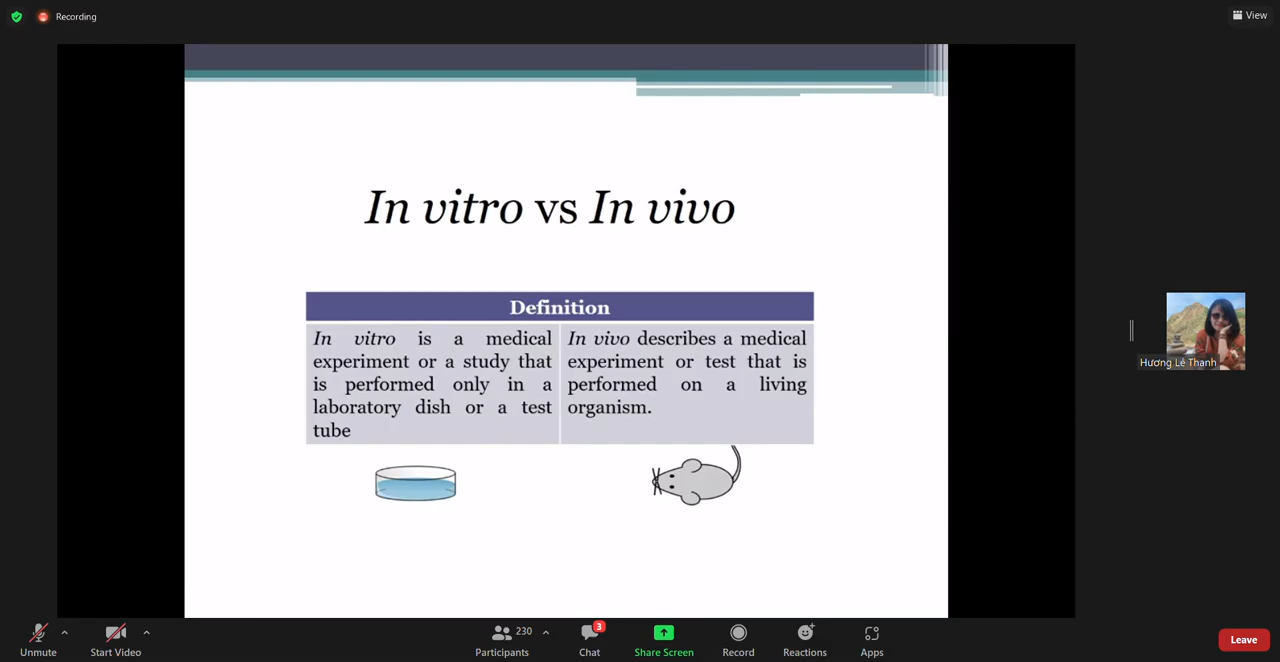 Recording
View
In vitro vs In vivo
Definition
In vitro is a medical
experiment or a study that
is performed only in a
laboratory dish or a test
tube
In vivo describes a medical
experiment or test that is
performed on a living
organism.
Hương Lê Thanh
Unmute
Start Video
230
Participants
3
Chat
Share Screen
Record
Reactions
Apps
Leave